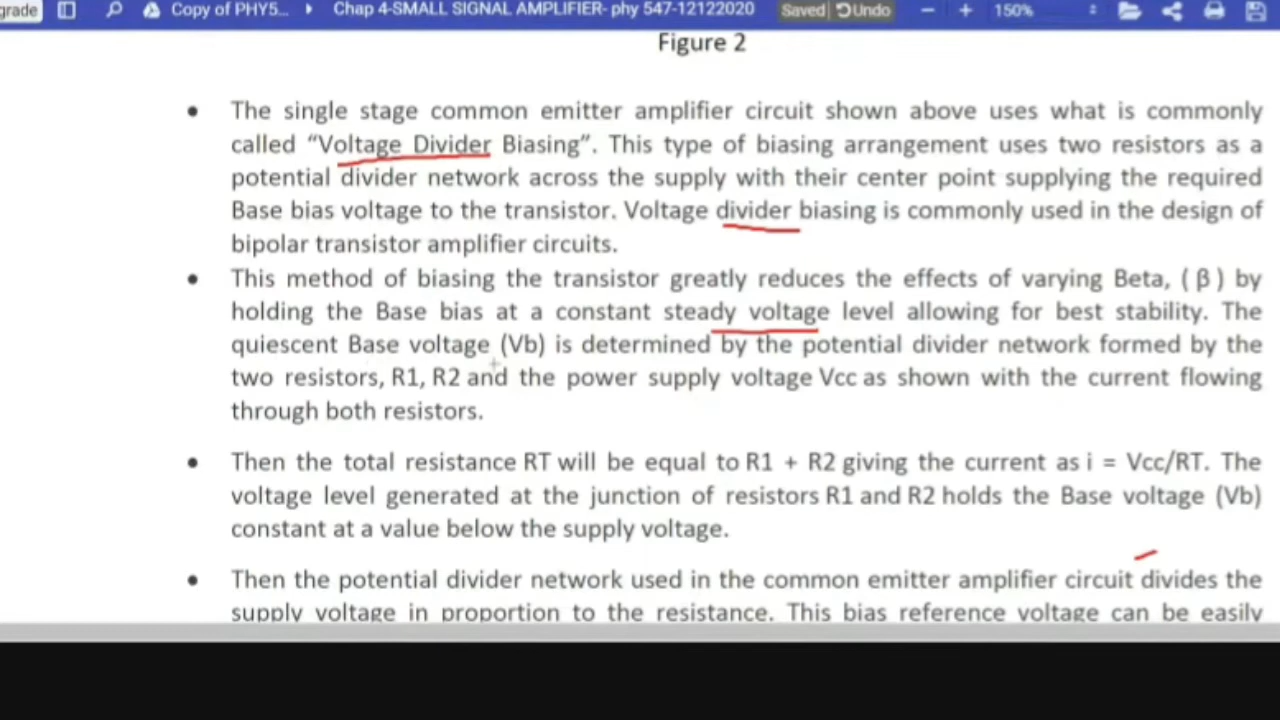 grade Copy of PHY5... Chap 4-SMALL SIGNAL AMPLIFIER- phy 547-12122020 Saved Undo 150%
Figure 2
• The single stage common emitter amplifier circuit shown above uses what is commonly
called “Voltage Divider Biasing”. This type of biasing arrangement uses two resistors as a
potential divider network across the supply with their center point supplying the required
Base bias voltage to the transistor. Voltage divider biasing is commonly used in the design of
bipolar transistor amplifier circuits.
• This method of biasing the transistor greatly reduces the effects of varying Beta, ( β ) by
holding the Base bias at a constant steady voltage level allowing for best stability. The
quiescent Base voltage (Vb) is determined by the potential divider network formed by the
two resistors, R1, R2 and the power supply voltage Vcc as shown with the current flowing
through both resistors.
• Then the total resistance RT will be equal to R1 + R2 giving the current as i = Vcc/RT. The
voltage level generated at the junction of resistors R1 and R2 holds the Base voltage (Vb)
constant at a value below the supply voltage.
• Then the potential divider network used in the common emitter amplifier circuit divides the
supply voltage in proportion to the resistance. This bias reference voltage can be easily